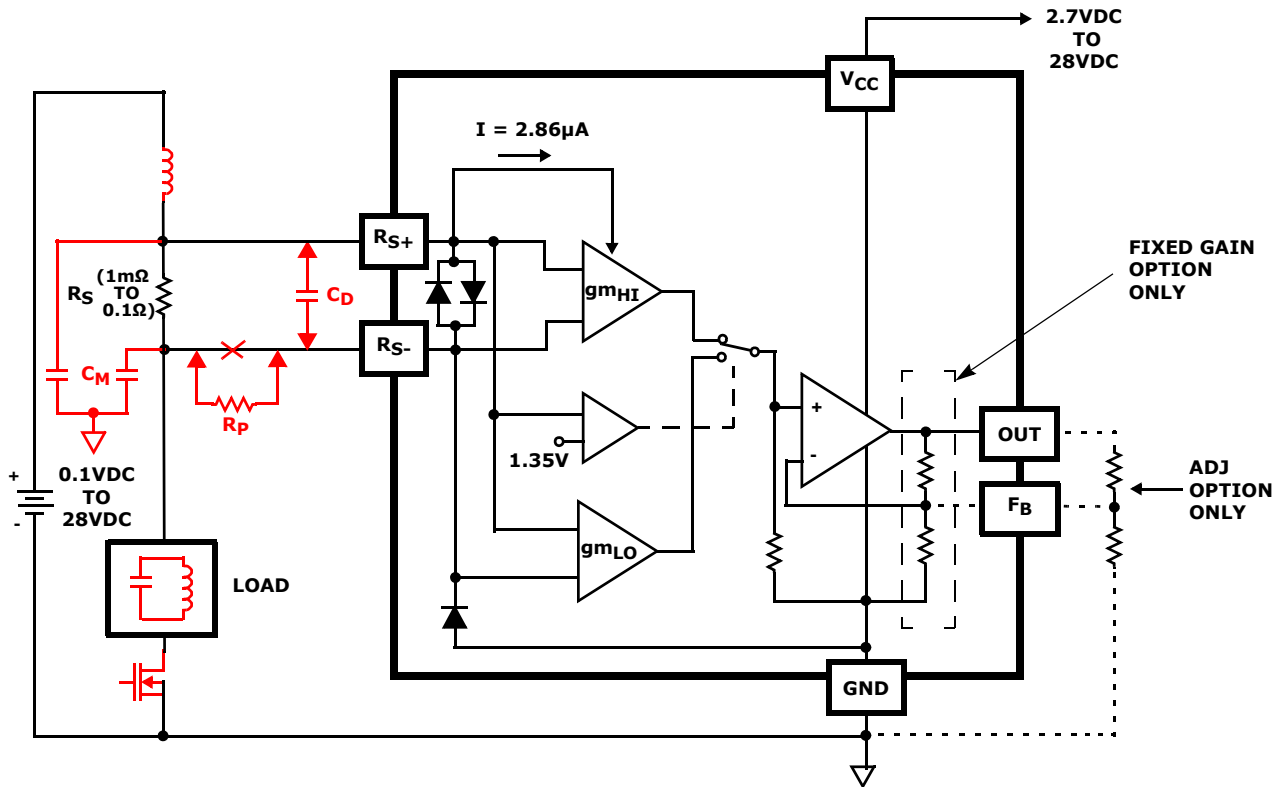 2.7VDC
TO
28VDC
VCC
I = 2.86µA
RS+
gmHI
FIXED GAIN
OPTION
ONLY
RS
(1mΩ
TO
0.1Ω)
CD
RS-
CM
RP
+
-
1.35V
OUT
+
0.1VDC
TO
28VDC
-
FB
ADJ
OPTION
ONLY
gmLO
LOAD
GND